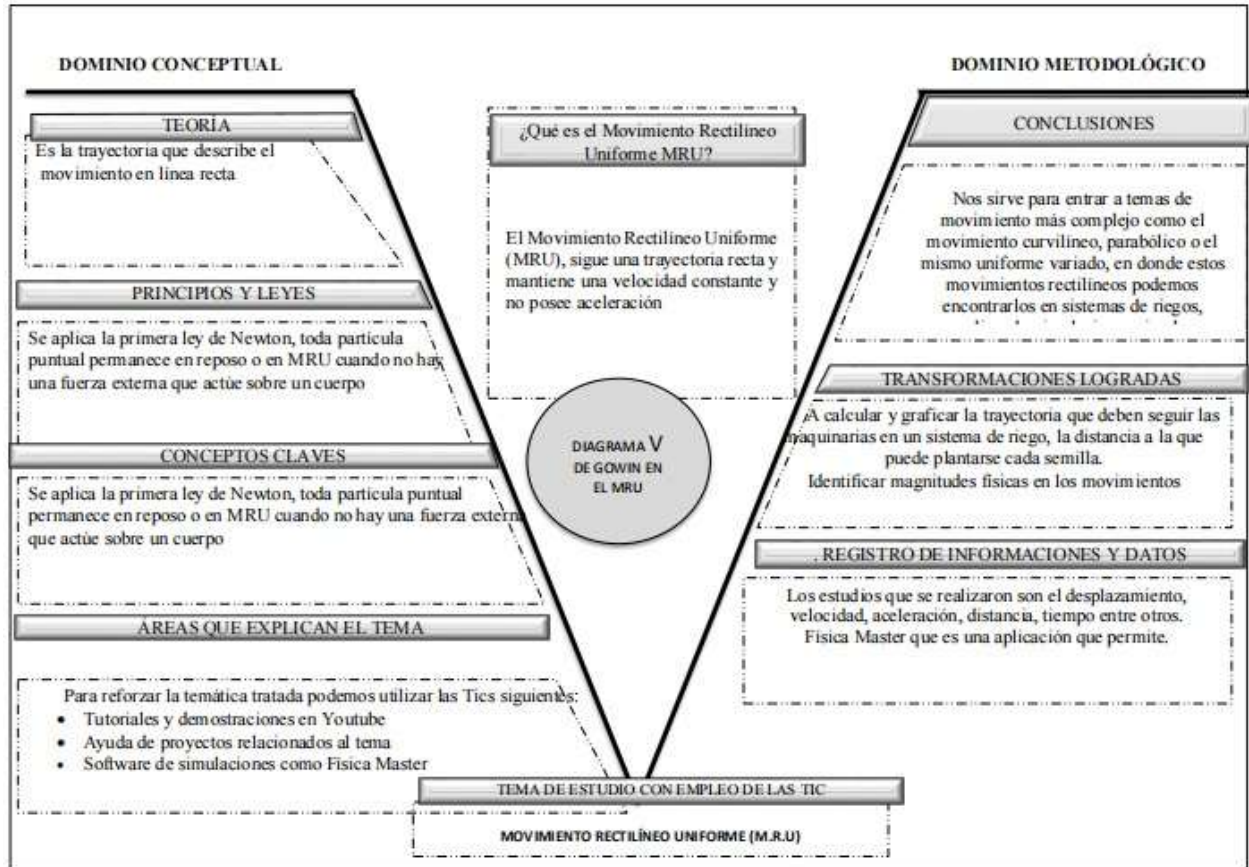 DOMINIO CONCEPTUAL
TEORÍA
Es la trayectoria que describe el
movimiento en línea recta
PRINCIPIOS Y LEYES
Se aplica la primera ley de Newton, toda partícula
puntual permanece en reposo o en MRU cuando no hay
una fuerza externa que actúe sobre un cuerpo
CONCEPTOS CLAVES
Se aplica la primera ley de Newton, toda partícula puntual
permanece en reposo o en MRU cuando no hay una fuerza extern
que actúe sobre un cuerpo
ÁREAS QUE EXPLICAN EL TEMA
Para reforzar la temática tratada podemos utilizar las Tics siguientes:
• Tutoriales y demostraciones en Youtube
• Ayuda de proyectos relacionados al tema
• Software de simulaciones como Física Master
¿Qué es el Movimiento Rectilíneo
Uniforme MRU?
El Movimiento Rectilíneo Uniforme
(MRU), sigue una trayectoria recta y
mantiene una velocidad constante y
no posee aceleración
DIAGRAMA V
DE GOWIN EN
EL MRU
DOMINIO METODOLÓGICO
CONCLUSIONES
Nos sirve para entrar a temas de
movimiento más complejo como el
movimiento curvilíneo, parabólico o el
mismo uniforme variado, en donde estos
movimientos rectilíneos podemos
encontrarlos en sistemas de riegos,
TRANSFORMACIONES LOGRADAS
A calcular y graficar la trayectoria que deben seguir las
maquinarias en un sistema de riego, la distancia a la que
puede plantarse cada semilla.
Identificar magnitudes físicas en los movimientos
. REGISTRO DE INFORMACIONES Y DATOS
Los estudios que se realizaron son el desplazamiento,
velocidad, aceleración, distancia, tiempo entre otros.
Física Master que es una aplicación que permite.
TEMA DE ESTUDIO CON EMPLEO DE LAS TIC
MOVIMIENTO RECTILÍNEO UNIFORME (M.R.U)